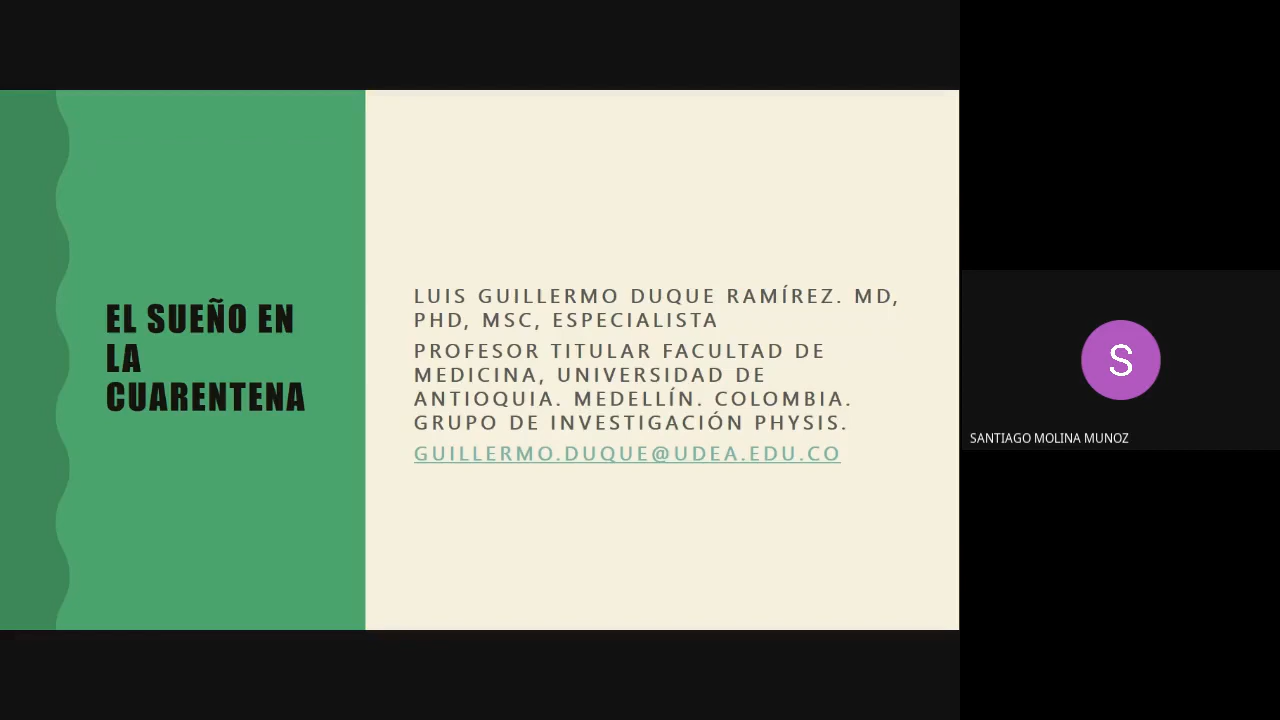 EL SUEÑO EN
LA
CUARENTENA
LUIS GUILLERMO DUQUE RAMÍREZ. MD,
PHD, MSC, ESPECIALISTA
PROFESOR TITULAR FACULTAD DE
MEDICINA, UNIVERSIDAD DE
ANTIOQUIA. MEDELLÍN. COLOMBIA.
GRUPO DE INVESTIGACIÓN PHYSIS.
GUILLERMO.DUQUE@UDEA.EDU.CO
S
SANTIAGO MOLINA MUNOZ